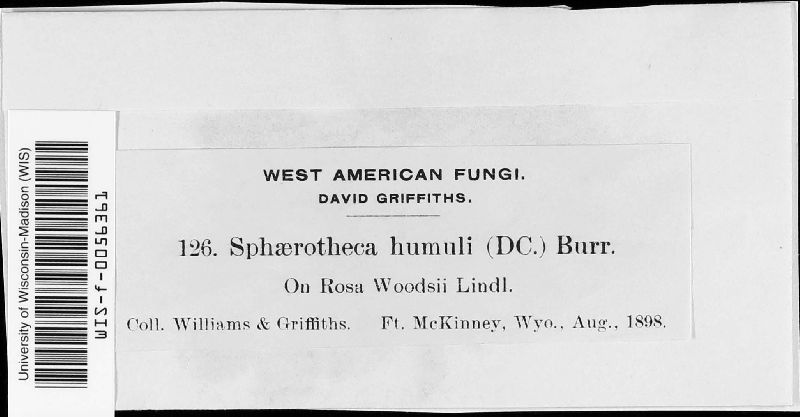 University of Wisconsin-Madison (WIS)
WIS-f-0056361
WEST AMERICAN FUNGI.
DAVID GRIFFITHS.
126. Sphærotheca humuli (DC.) Burr.
On Rosa Woodsii Lindl.
Coll. Williams & Griffiths. Ft. McKinney, Wyo., Aug., 1898.